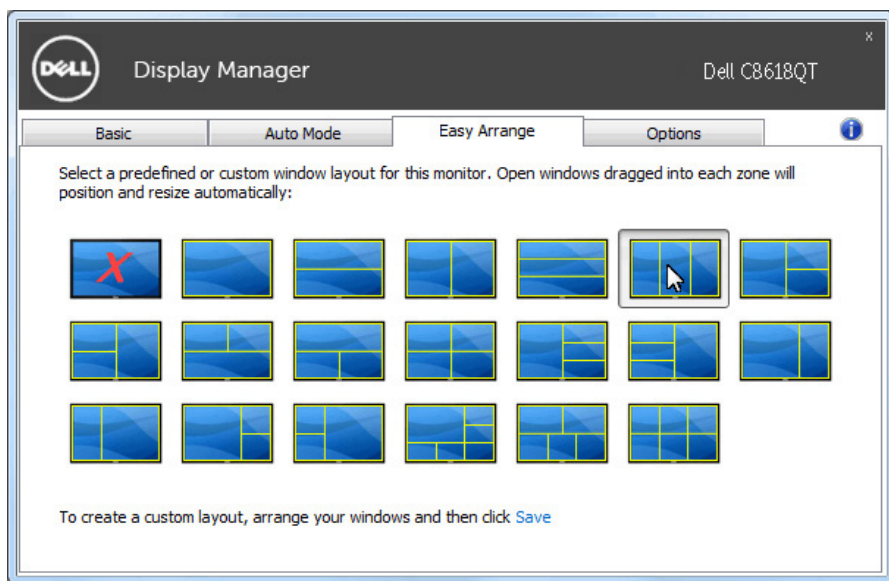 x
DELL
Display Manager
Dell C8618QT
Basic
Auto Mode
Easy Arrange
Options
i
Select a predefined or custom window layout for this monitor. Open windows dragged into each zone will
position and resize automatically:
X
To create a custom layout, arrange your windows and then click Save